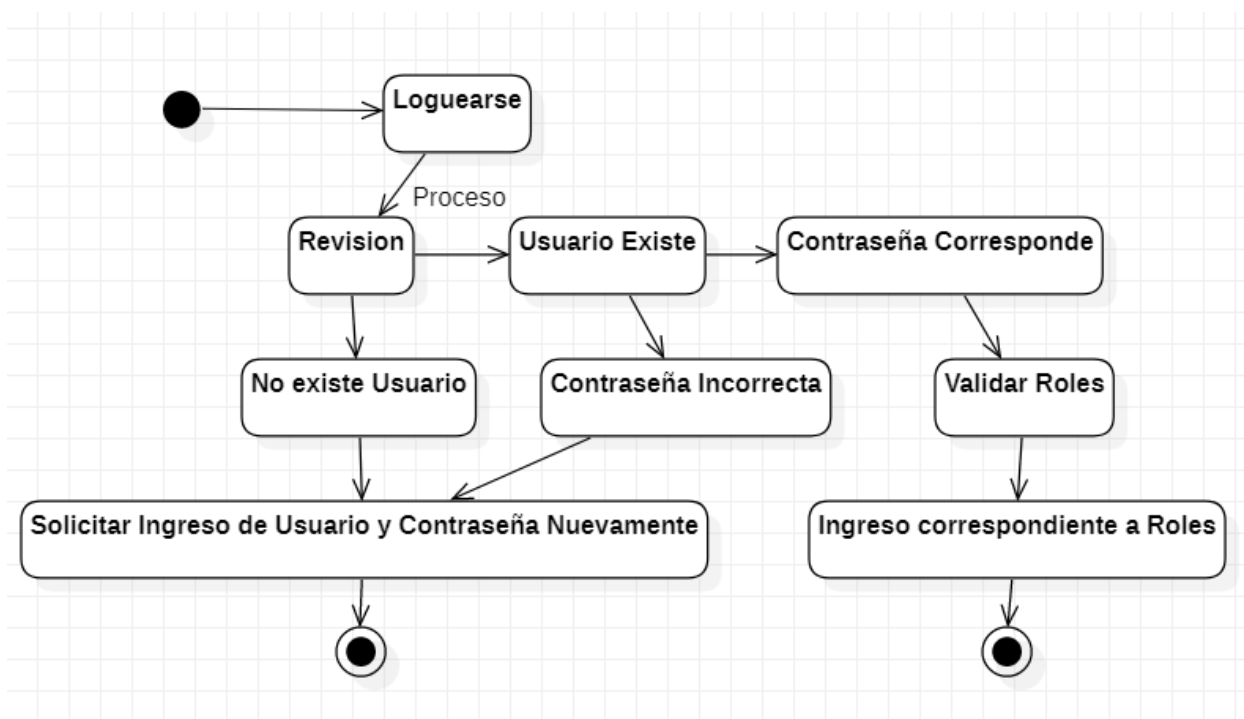 Loguearse
Proceso
Revision
Usuario Existe
Contraseña Corresponde
No existe Usuario
Contraseña Incorrecta
Validar Roles
Solicitar Ingreso de Usuario y Contraseña Nuevamente
Ingreso correspondiente a Roles